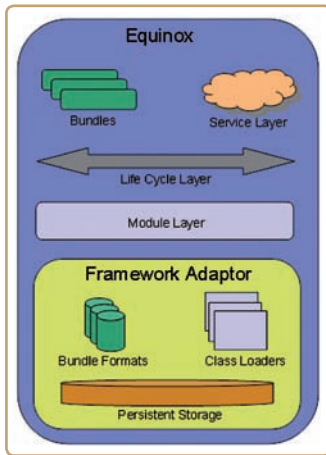 Equinox
Bundles
Service Layer
Life Cycle Layer
Module Layer
Framework Adaptor
Bundle Formats
Class Loaders
Persistent Storage